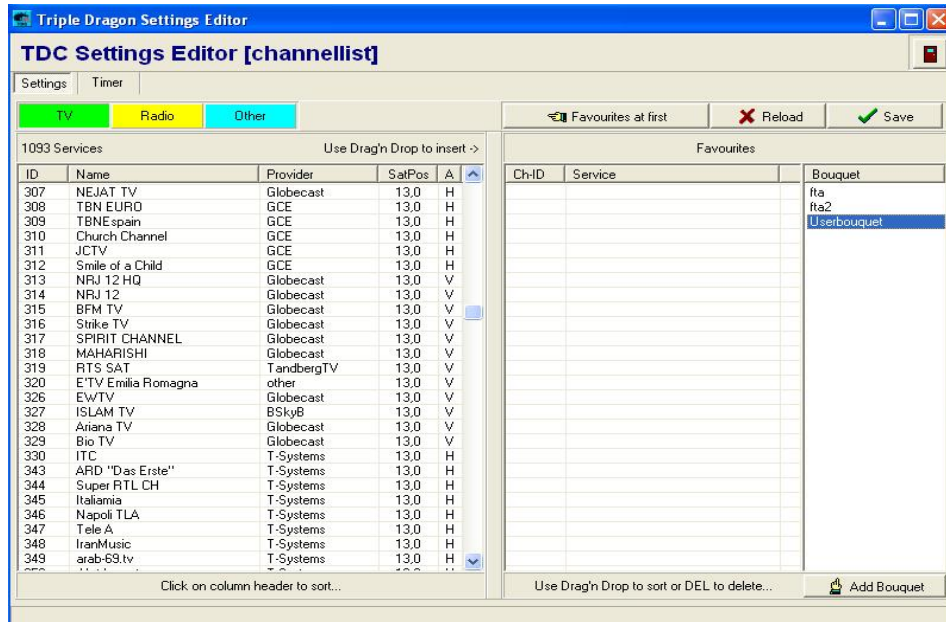 Triple Dragon Settings Editor
TDC Settings Editor [channellist]
Settings Timer
TV Radio Other
Favourites at first Reload Save
1093 Services Use Drag'n Drop to insert -> Favourites
ID Name Provider SatPos A Ch-ID Service Bouquet
307 NEJAT TV Globecast 13,0 H fta
308 TBN EURO GCE 13,0 H fta2
309 TBNEspain GCE 13,0 H Userbouquet
310 Church Channel GCE 13,0 H
311 JCTV GCE 13,0 H
312 Smile of a Child GCE 13,0 H
313 NRJ 12 HQ Globecast 13,0 V
314 NRJ 12 Globecast 13,0 V
315 BFM TV Globecast 13,0 V
316 Strike TV Globecast 13,0 V
317 SPIRIT CHANNEL Globecast 13,0 V
318 MAHARISHI Globecast 13,0 V
319 RTS SAT TandbergTV 13,0 V
320 E'TV Emilia Romagna other 13,0 V
326 EWTV Globecast 13,0 V
327 ISLAM TV BSkyB 13,0 V
328 Ariana TV Globecast 13,0 V
329 Bio TV Globecast 13,0 V
330 ITC T-Systems 13,0 H
343 ARD "Das Erste" T-Systems 13,0 H
344 Super RTL CH T-Systems 13,0 H
345 Italiamia T-Systems 13,0 H
346 Napoli TLA T-Systems 13,0 H
347 Tele A T-Systems 13,0 H
348 IranMusic T-Systems 13,0 H
349 arab-69.tv T-Systems 13,0 H
Click on column header to sort... Use Drag'n Drop to sort or DEL to delete... Add Bouquet